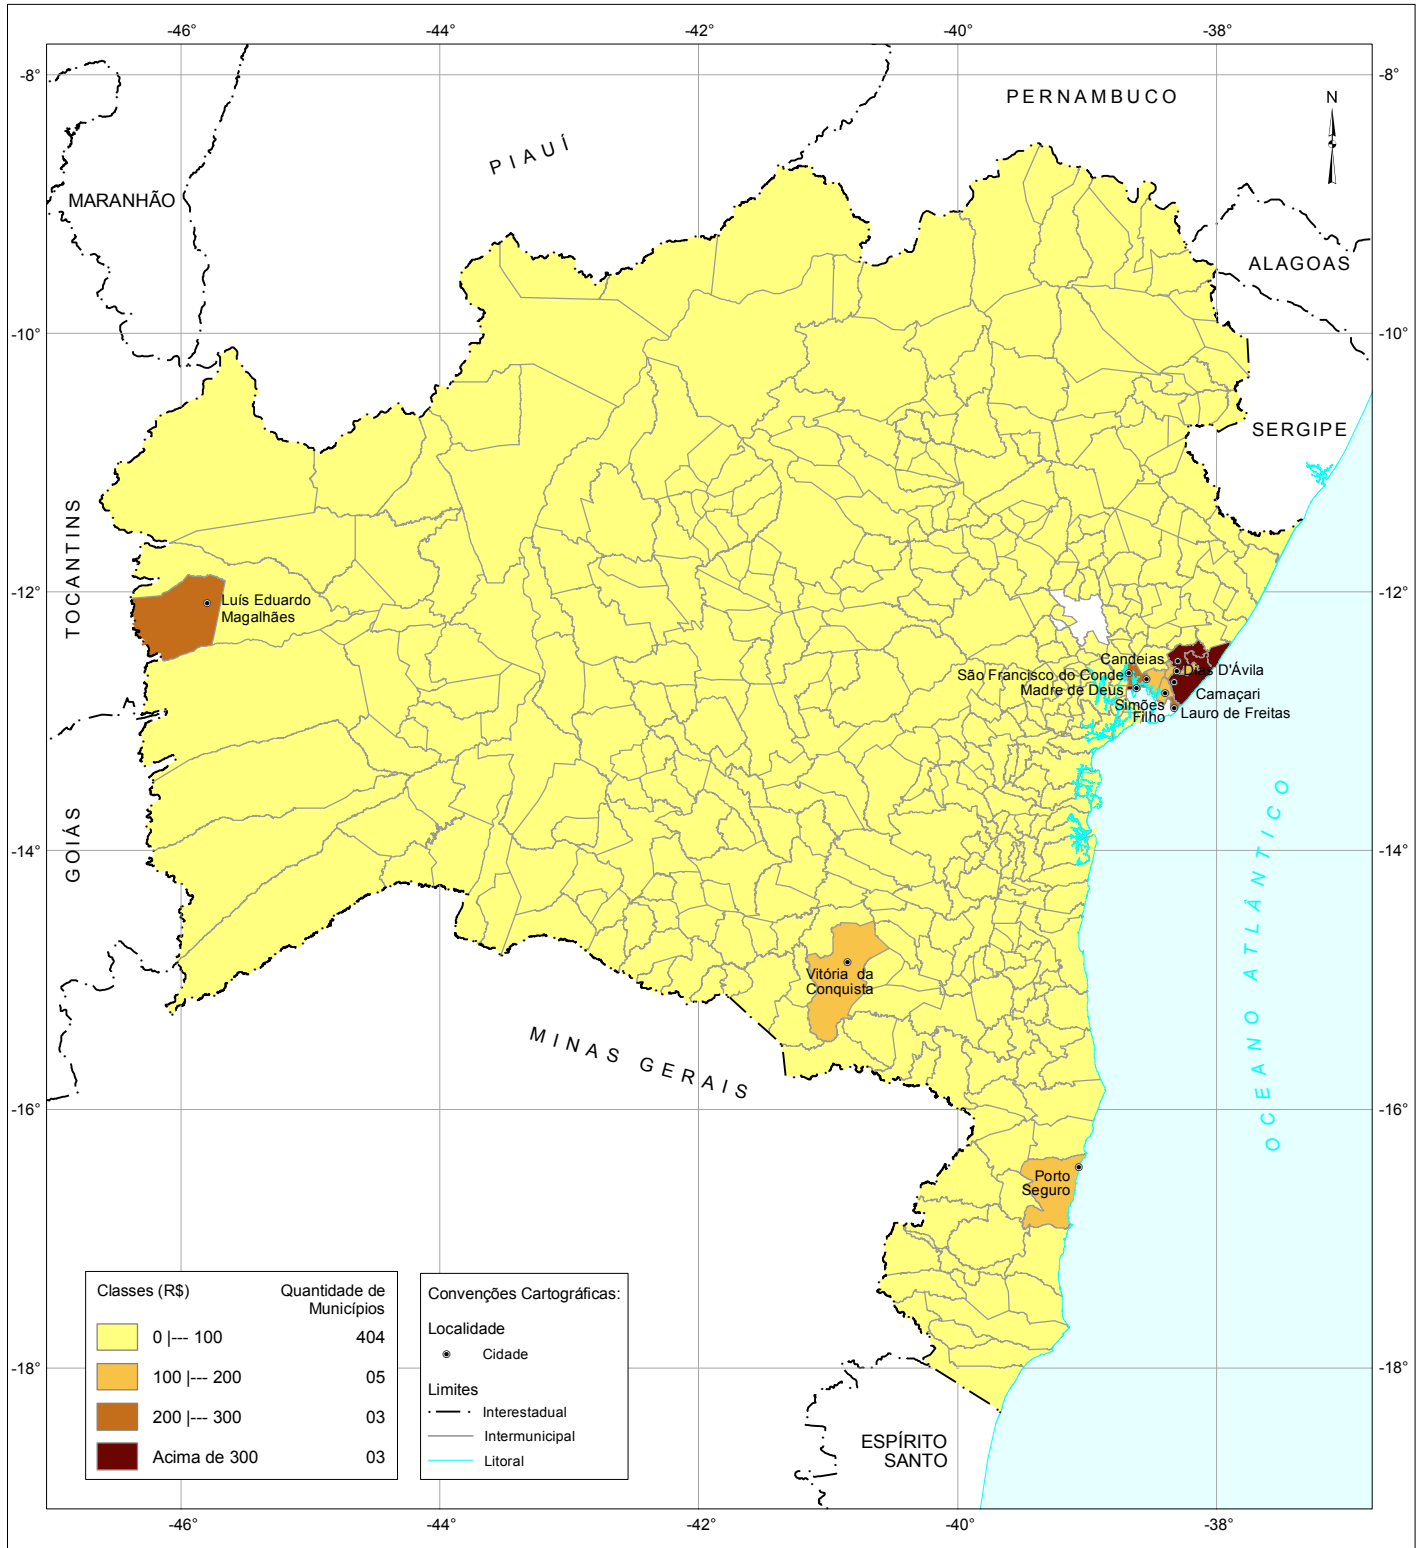 -46°
-44°
-42°
-40°
-38°
-8°
-8°
PERNAMBUCO
N
PIAUÍ
MARANHÃO
ALAGOAS
-10°
-10°
SERGIPE
TOCANTINS
-12°
-12°
Luís Eduardo
Magalhães
Candeias
Dias D'Ávila
São Francisco do Conde
Madre de Deus
Camaçari
Simões
Filho
Lauro de Freitas
GOIÁS
-14°
-14°
OCEANO ATLÂNTICO
Vitória da
Conquista
MINAS GERAIS
-16°
-16°
Porto
Seguro
Classes (R$)
Quantidade de
Municípios
0 |--- 100
404
100 |--- 200
05
200 |--- 300
03
Acima de 300
03
Convenções Cartográficas:
Localidade
Cidade
Limites
Interestadual
Intermunicipal
Litoral
-18°
-18°
ESPÍRITO
SANTO
-46°
-44°
-42°
-40°
-38°